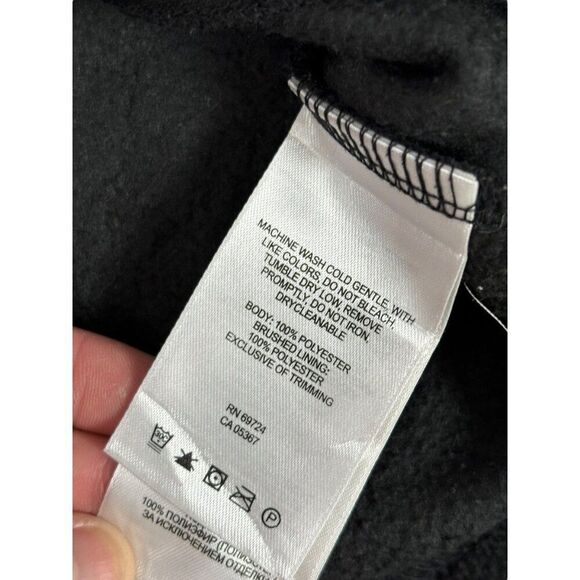 MACHINE WASH COLD GENTLE, WITH
LIKE COLORS, DO NOT BLEACH,
TUMBLE DRY LOW, REMOVE
PROMPTLY, DO NOT IRON,
DRYCLEANABLE
BODY: 100% POLYESTER
BRUSHED LINING:
100% POLYESTER
EXCLUSIVE OF TRIMMING
RN 69724
CA 05367
P
100% ПОЛИЭФИР
ЗА ИСКЛЮЧЕНИЕМ ОТДЕЛ